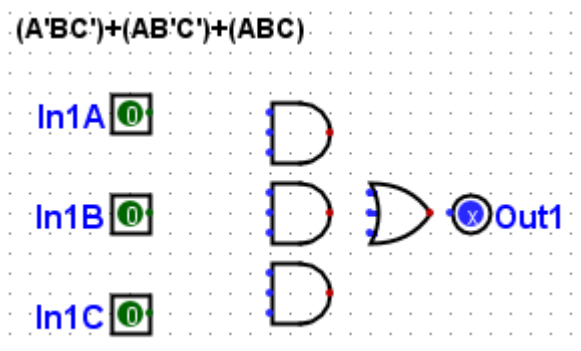 (A'BC')+(AB'C')+(ABC)
In1A 0
In1B 0
x Out1
In1C 0